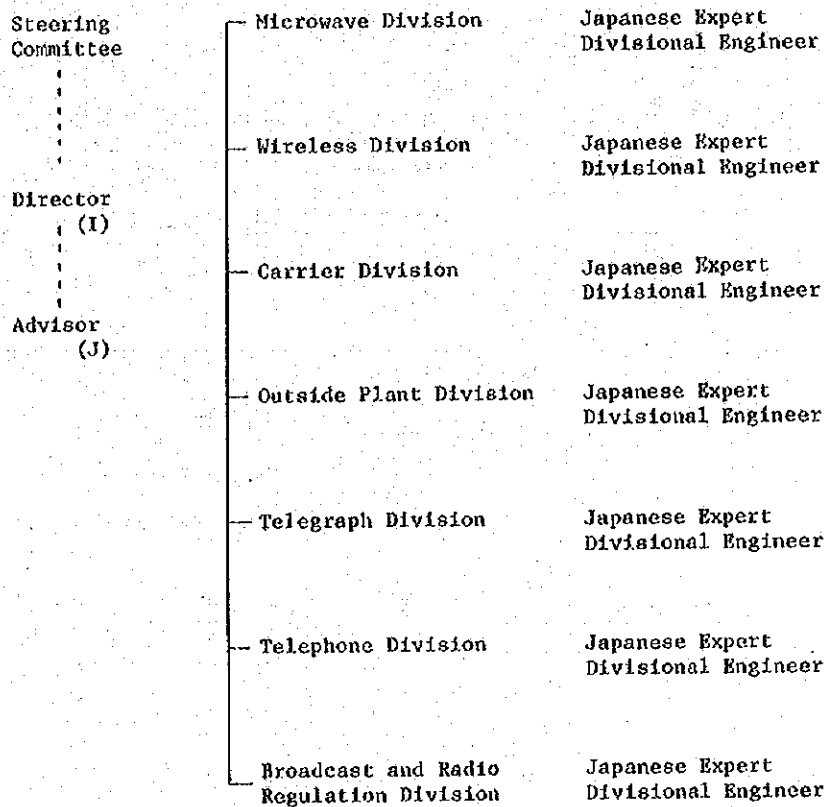 Steering
Committee
Director
(I)
Advisor
(J)
Microwave Division
Japanese Expert
Divisional Engineer
Wireless Division
Japanese Expert
Divisional Engineer
Carrier Division
Japanese Expert
Divisional Engineer
Outside Plant Division
Japanese Expert
Divisional Engineer
Telegraph Division
Japanese Expert
Divisional Engineer
Telephone Division
Japanese Expert
Divisional Engineer
Broadcast and Radio
Regulation Division
Japanese Expert
Divisional Engineer